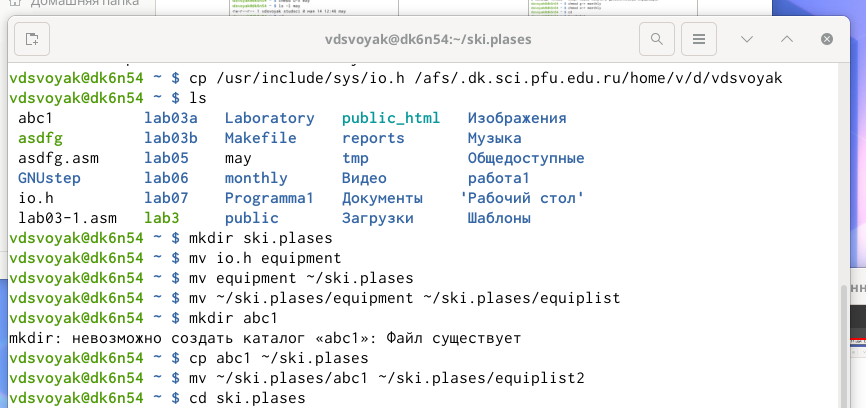 Домашняя папка
vdsvoyak@dk6n54:~/ski.plases
vdsvoyak@dk6n54 ~ $ cp /usr/include/sys/io.h /afs/.dk.sci.pfu.edu.ru/home/v/d/vdsvoyak
vdsvoyak@dk6n54 ~ $ ls
abc1 lab03a Laboratory public_html Изображения
asdfg lab03b Makefile reports Музыка
asdfg.asm lab05 may tmp Общедоступные
GNUstep lab06 monthly Видео работа1
io.h lab07 Programma1 Документы 'Рабочий стол'
lab03-1.asm lab3 public Загрузки Шаблоны
vdsvoyak@dk6n54 ~ $ mkdir ski.plases
vdsvoyak@dk6n54 ~ $ mv io.h equipment
vdsvoyak@dk6n54 ~ $ mv equipment ~/ski.plases
vdsvoyak@dk6n54 ~ $ mv ~/ski.plases/equipment ~/ski.plases/equiplist
vdsvoyak@dk6n54 ~ $ mkdir abc1
mkdir: невозможно создать каталог «abc1»: Файл существует
vdsvoyak@dk6n54 ~ $ cp abc1 ~/ski.plases
vdsvoyak@dk6n54 ~ $ mv ~/ski.plases/abc1 ~/ski.plases/equiplist2
vdsvoyak@dk6n54 ~ $ cd ski.plases